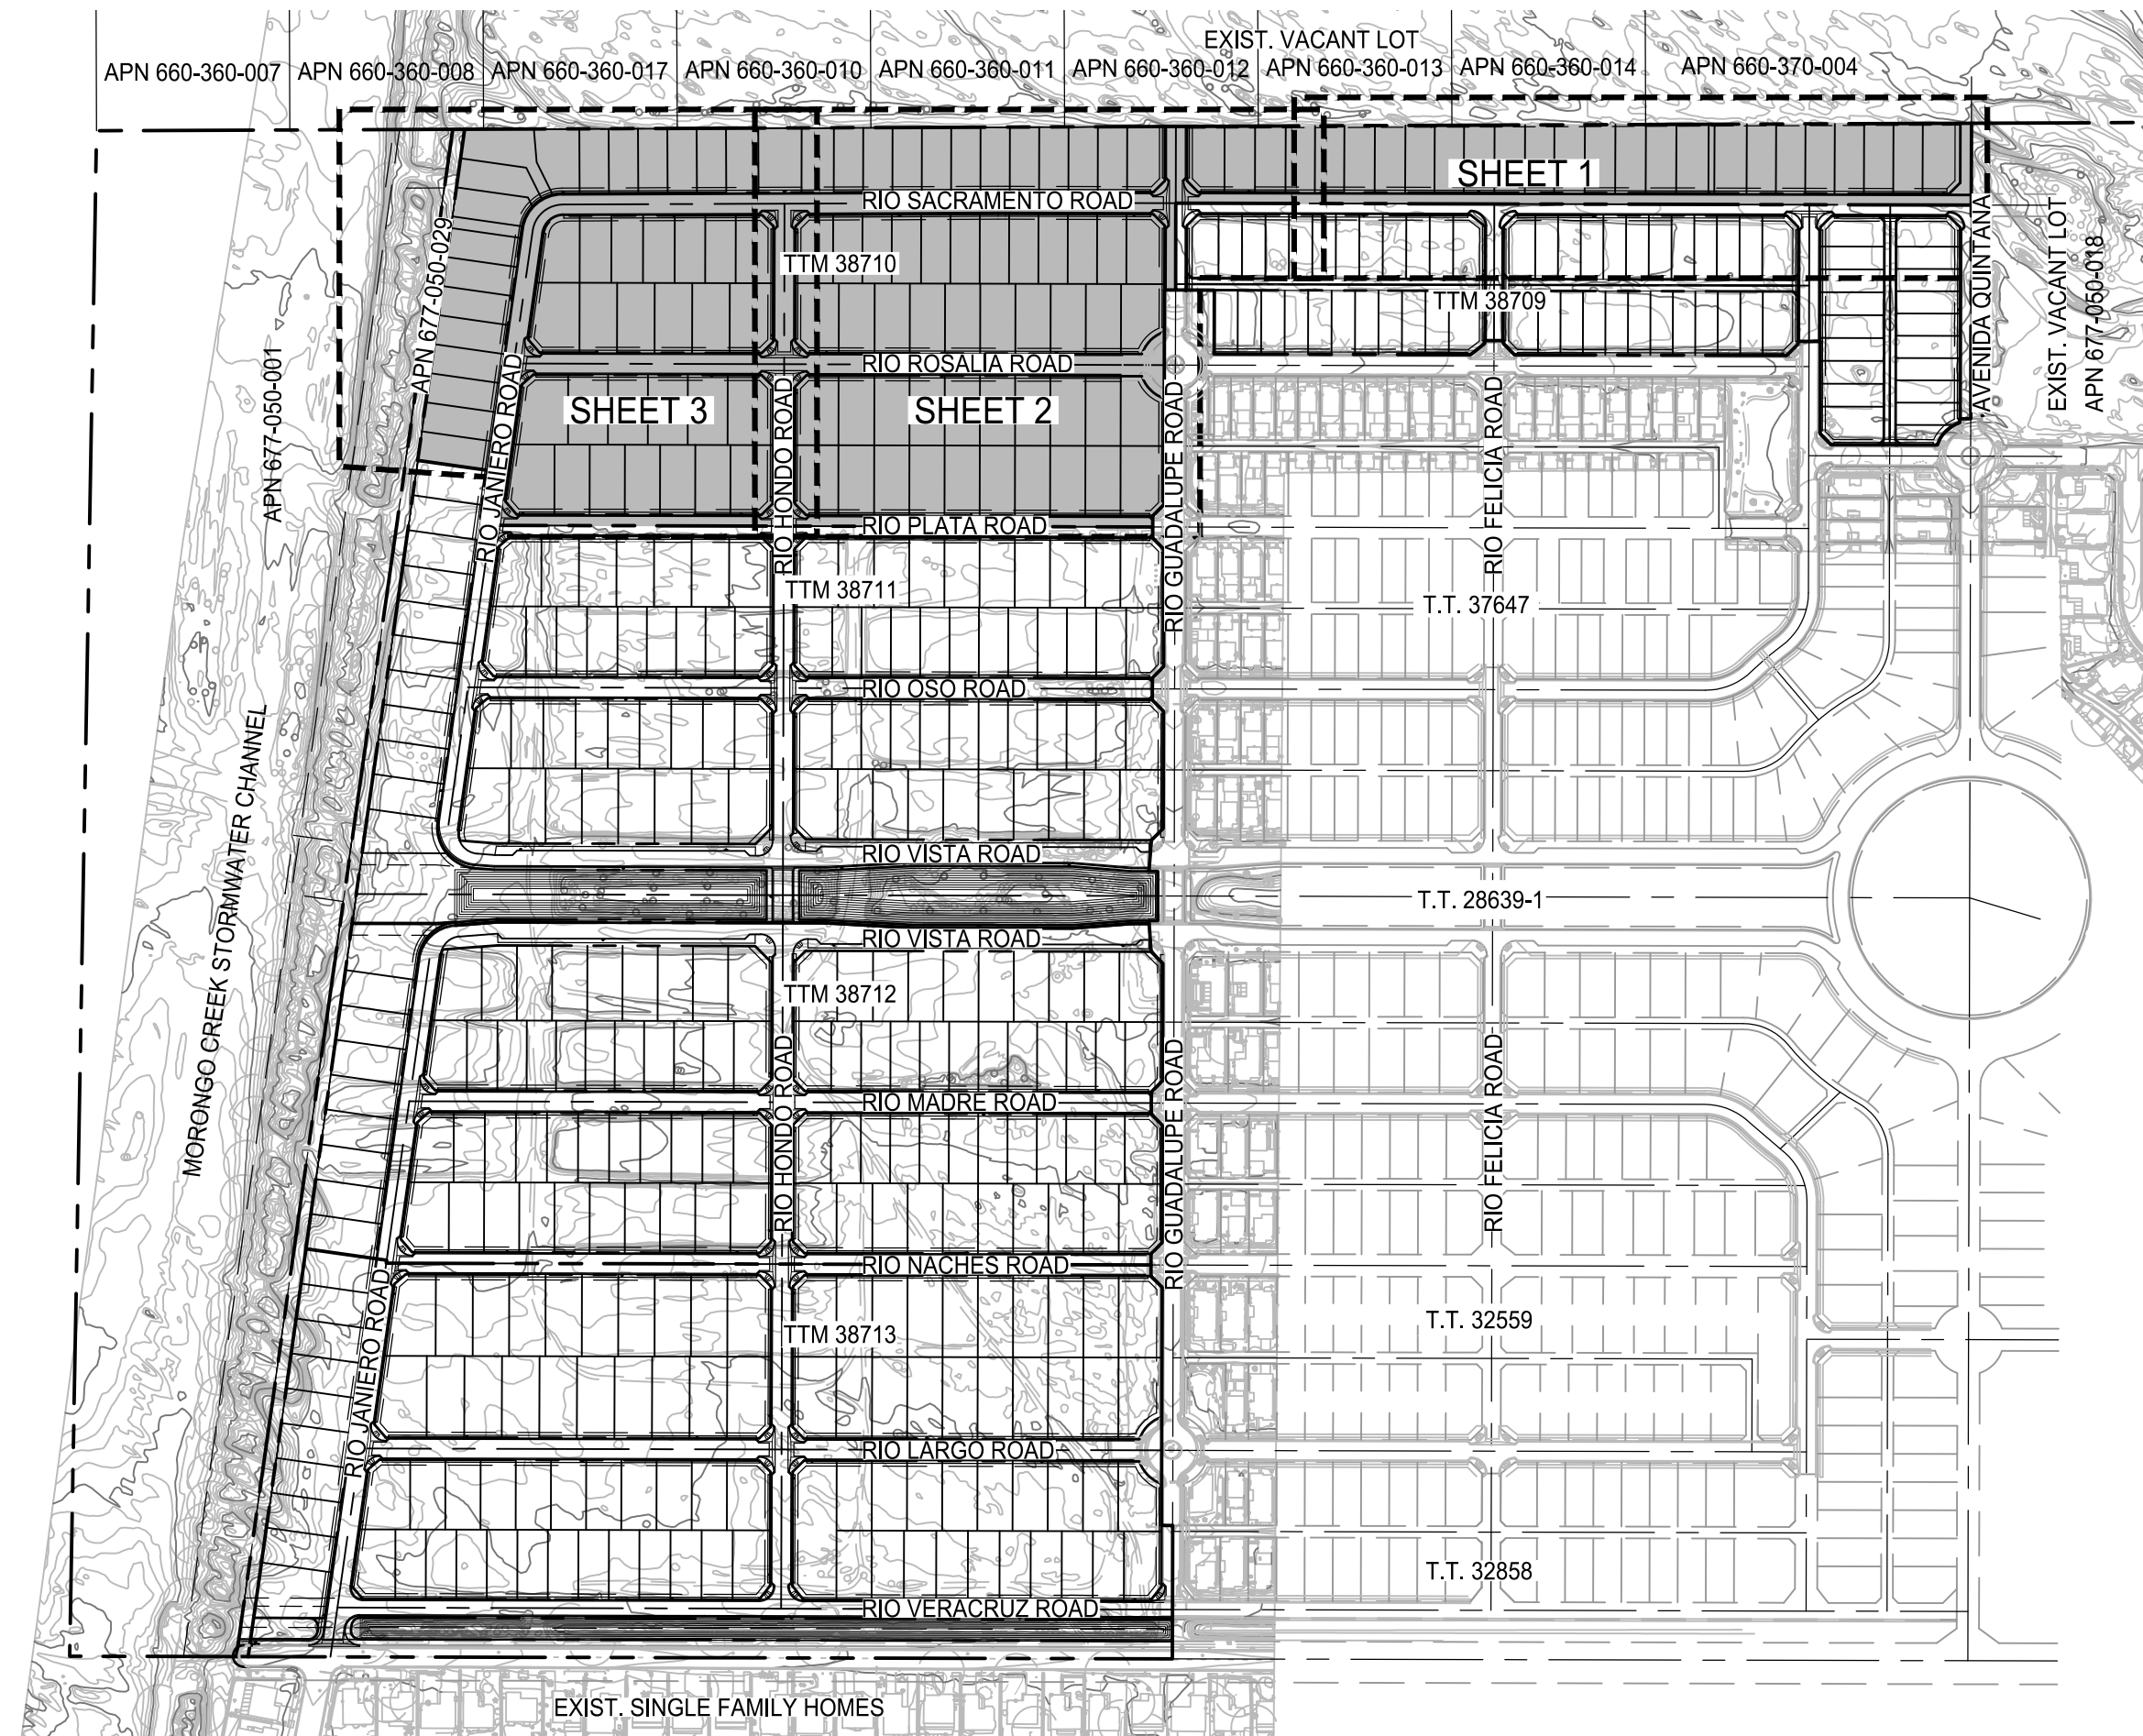 EXIST. VACANT LOT
APN 660-360-007
APN 660-360-008
APN 660-360-017
APN 660-360-010
APN 660-360-011
APN 660-360-012
APN 660-360-013
APN 660-360-014
APN 660-370-004
SHEET 1
RIO SACRAMENTO ROAD
APN 677-050-029
TTM 38710
TTM 38709
AVENIDA QUINTANA
EXIST. VACANT LOT
APN 677-050-018
APN 677-050-001
RIO JANIERO ROAD
RIO ROSALIA ROAD
SHEET 3
SHEET 2
RIO HONDO ROAD
RIO GUADALUPE ROAD
RIO FELICIA ROAD
RIO PLATA ROAD
TTM 38711
T.T. 37647
RIO OSO ROAD
MORONGO CREEK STORMWATER CHANNEL
RIO VISTA ROAD
T.T. 28639-1
RIO VISTA ROAD
TTM 38712
RIO HONDO ROAD
RIO GUADALUPE ROAD
RIO FELICIA ROAD
RIO MADRE ROAD
RIO NACHES ROAD
RIO JANIERO ROAD
TTM 38713
T.T. 32559
RIO LARGO ROAD
T.T. 32858
RIO VERACRUZ ROAD
EXIST. SINGLE FAMILY HOMES